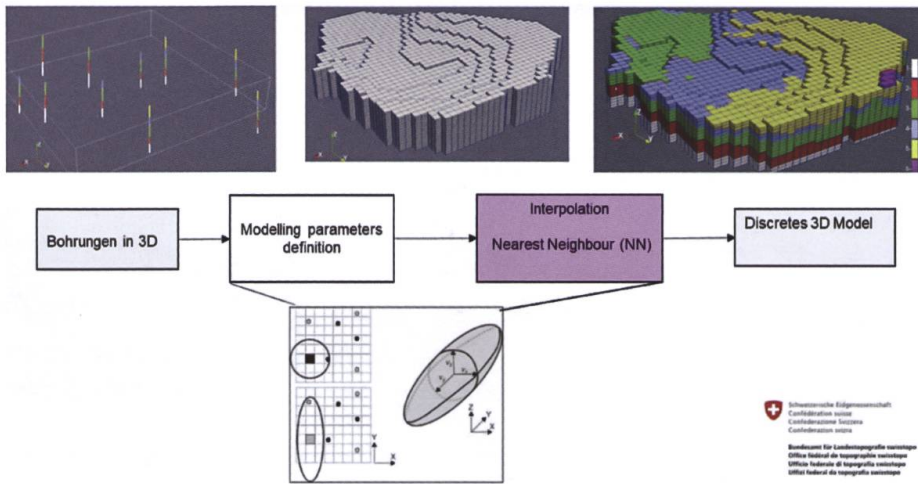 Bohrungen in 3D
Modelling parameters
definition
Interpolation
Nearest Neighbour (NN)
Discretes 3D Model
V₁
Z
Y
X
Y
X
Schweizerische Eidgenossenschaft
Confédération suisse
Confederazione Svizzera
Confederaziun svizra
Bundesamt für Landestopografie swisstopo
Office fédéral de topographie swisstopo
Ufficio federale di topografia swisstopo
Uffizi federal da topografia swisstopo